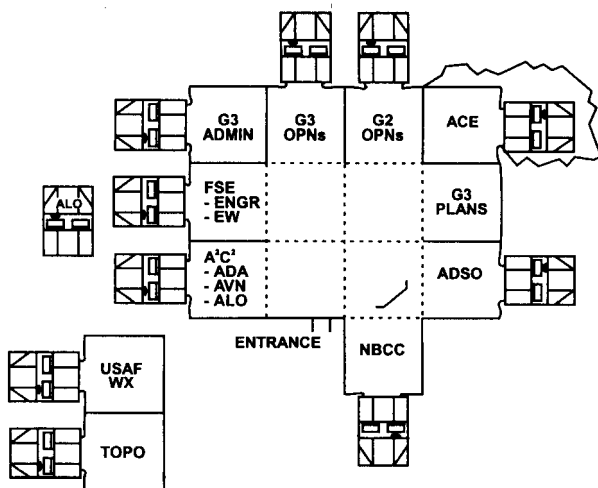 G3
ADMIN
G3
OPNs
G2
OPNs
ACE
FSE
- ENGR
- EW
G3
PLANS
ALO
A²C²
- ADA
- AVN
- ALO
ADSO
ENTRANCE
NBCC
USAF
WX
TOPO